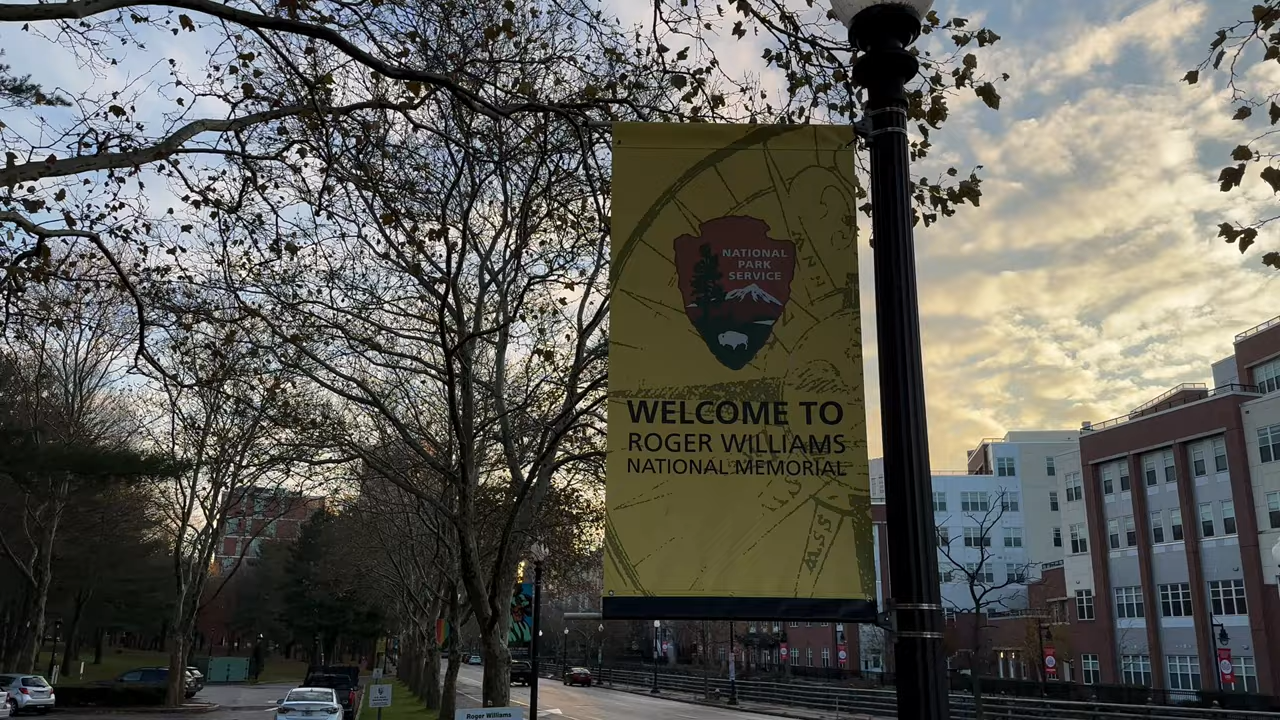 NATIONAL
PARK
SERVICE
WELCOME TO
ROGER WILLIAMS
NATIONAL MEMORIAL
Roger Williams